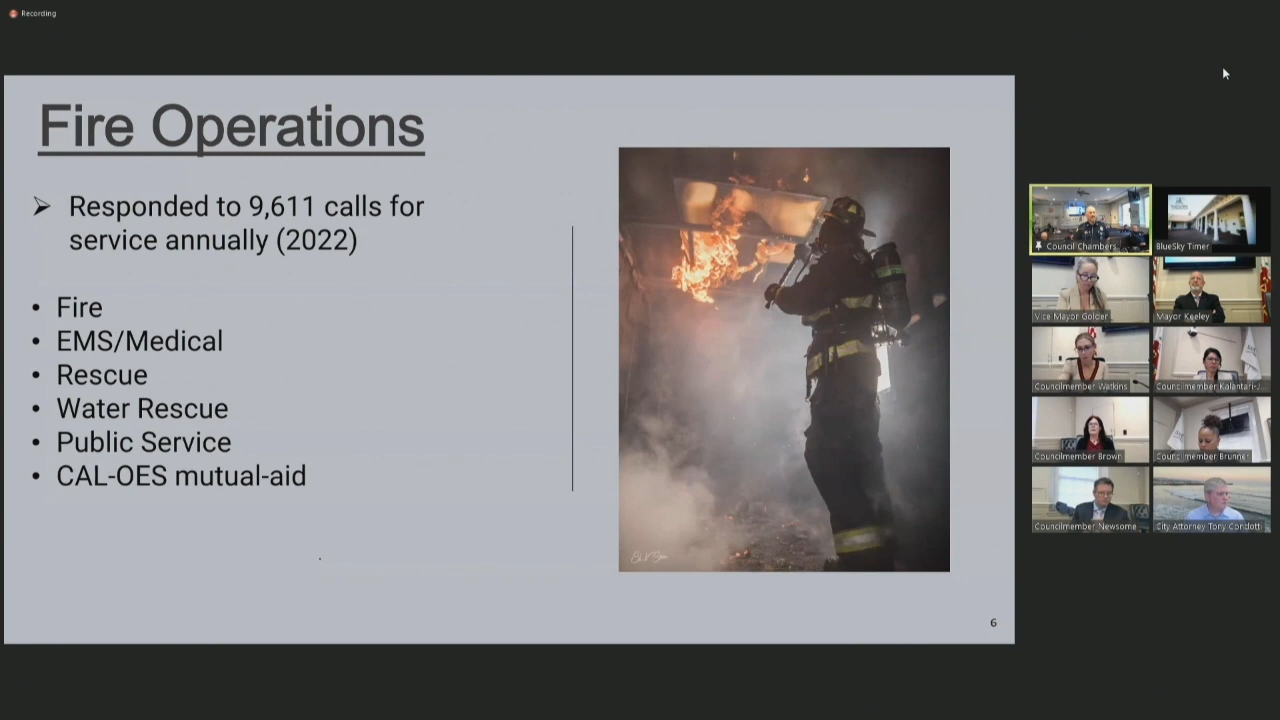 Recording
Fire Operations
Responded to 9,611 calls for
service annually (2022)
Fire
EMS/Medical
Rescue
Water Rescue
Public Service
CAL-OES mutual-aid
6
Council Chambers
BlueSky Timer
Vice Mayor Golder
Mayor Keeley
Councilmember Watkins
Councilmember Kalantari-J...
Councilmember Brown
Councilmember Brunner
Councilmember Newsome
City Attorney Tony Condotti